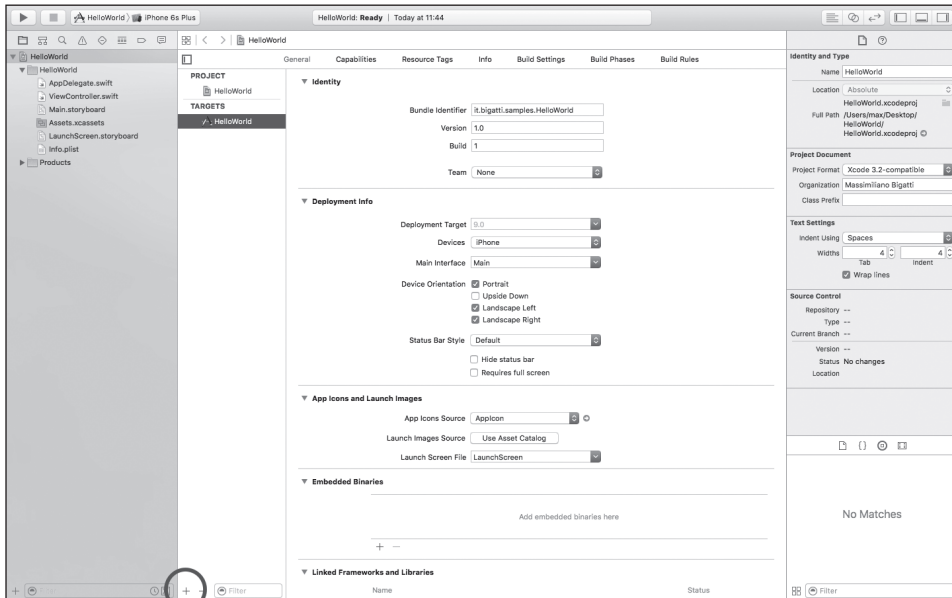 HelloWorld
iPhone 6s Plus
HelloWorld: Ready | Today at 11:44
HelloWorld
HelloWorld
HelloWorld
AppDelegate.swift
ViewController.swift
Main.storyboard
Assets.xcassets
LaunchScreen.storyboard
Info.plist
Products
PROJECT
HelloWorld
TARGETS
HelloWorld
Filter
General Capabilities Resource Tags Info Build Settings Build Phases Build Rules
Identity
Bundle Identifier it.bigatti.samples.HelloWorld
Version 1.0
Build 1
Team None
Deployment Info
Deployment Target 9.0
Devices iPhone
Main Interface Main
Device Orientation Portrait
Upside Down
Landscape Left
Landscape Right
Status Bar Style Default
Hide status bar
Requires full screen
App Icons and Launch Images
App Icons Source AppIcon
Launch Images Source Use Asset Catalog
Launch Screen File LaunchScreen
Embedded Binaries
Add embedded binaries here
Linked Frameworks and Libraries
Name Status
Identity and Type
Name HelloWorld
Location Absolute
HelloWorld.xcodeproj
Full Path /Users/max/Desktop/
HelloWorld/
HelloWorld.xcodeproj
Project Document
Project Format Xcode 3.2-compatible
Organization Massimiliano Bigatti
Class Prefix
Text Settings
Indent Using Spaces
Widths 4 4
Tab Indent
Wrap lines
Source Control
Repository --
Type --
Current Branch --
Version --
Status No changes
Location
No Matches
Filter